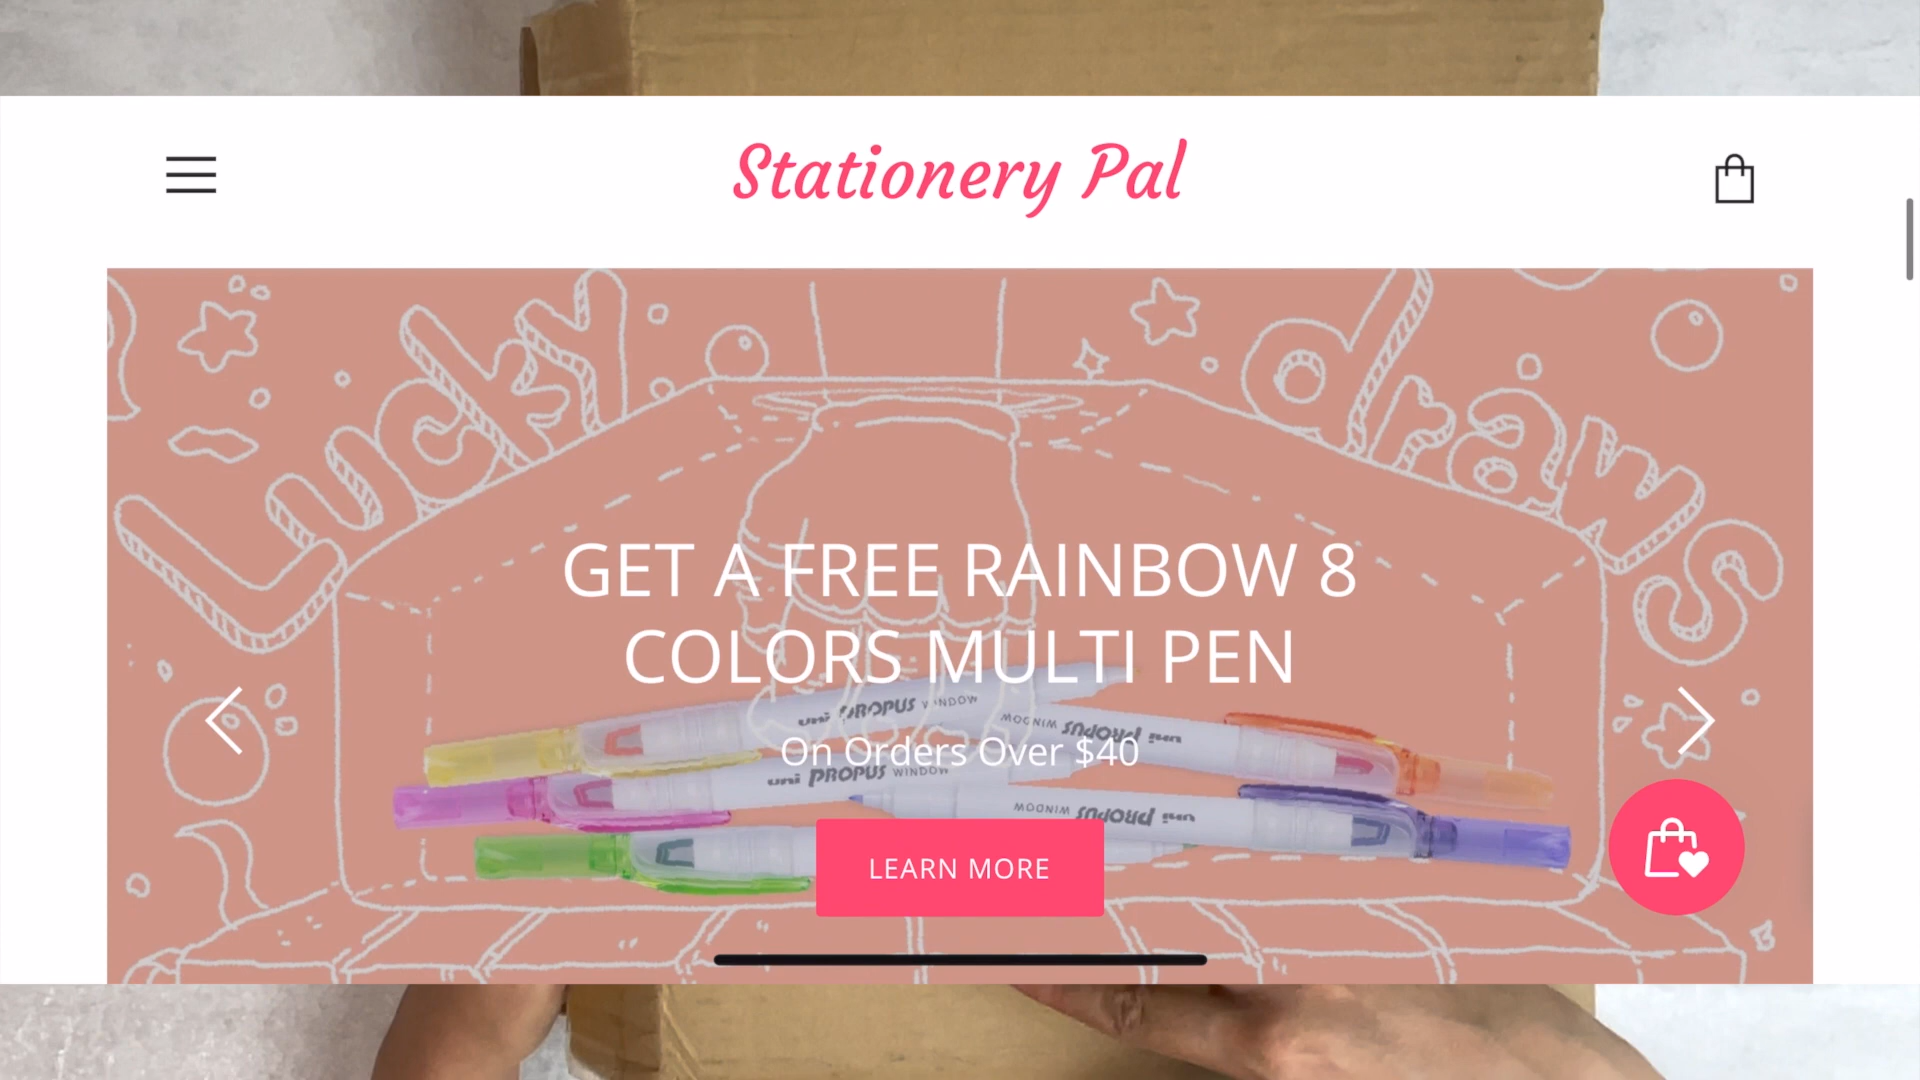 Stationery Pal
Lucky draws
GET A FREE RAINBOW 8
COLORS MULTI PEN
uni PROPUS WINDOW
uni PROPUS WINDOW
On Orders Over $40
uni PROPUS WINDOW
uni PROPUS WINDOW
LEARN MORE